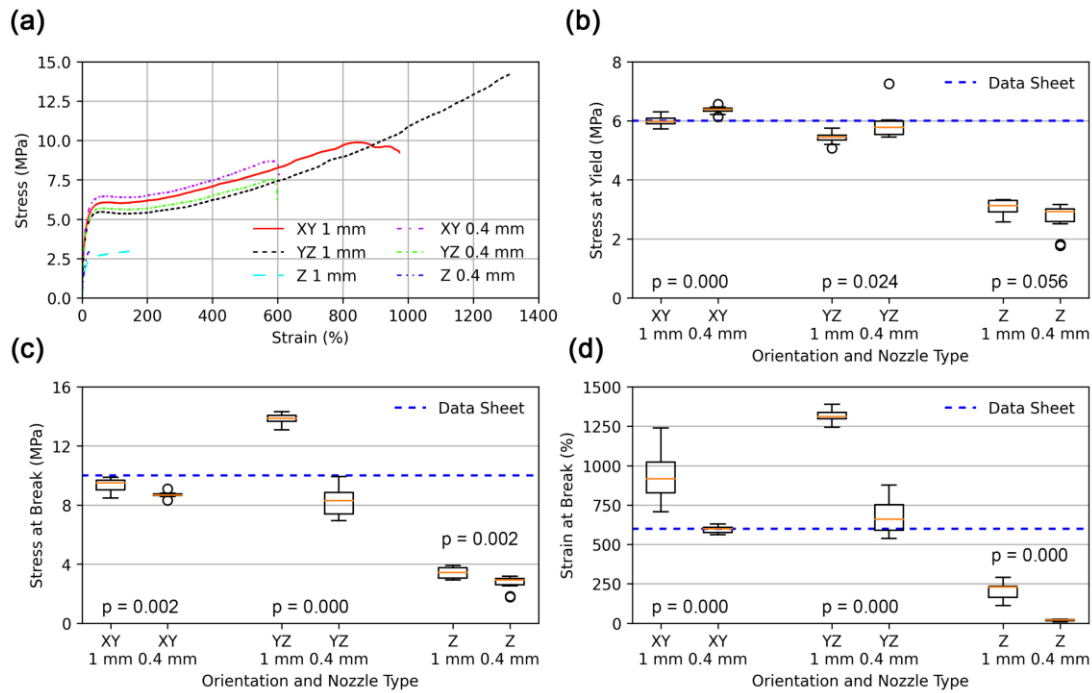 (a)
15.0
12.5
10.0
7.5
5.0
2.5
0.0
Stress (MPa)
XY 1 mm
YZ 1 mm
Z 1 mm
XY 0.4 mm
YZ 0.4 mm
Z 0.4 mm
0 200 400 600 800 1000 1200 1400
Strain (%)
(b)
8
6
4
2
0
Stress at Yield (MPa)
Data Sheet
p = 0.000
p = 0.024
p = 0.056
XY XY YZ YZ Z Z
1 mm 0.4 mm 1 mm 0.4 mm 1 mm 0.4 mm
Orientation and Nozzle Type
(c)
16
12
8
4
0
Stress at Break (MPa)
Data Sheet
p = 0.002
p = 0.002
p = 0.000
XY XY YZ YZ Z Z
1 mm 0.4 mm 1 mm 0.4 mm 1 mm 0.4 mm
Orientation and Nozzle Type
(d)
1500
1250
1000
750
500
250
0
Strain at Break (%)
Data Sheet
p = 0.000
p = 0.000
p = 0.000
XY XY YZ YZ Z Z
1 mm 0.4 mm 1 mm 0.4 mm 1 mm 0.4 mm
Orientation and Nozzle Type